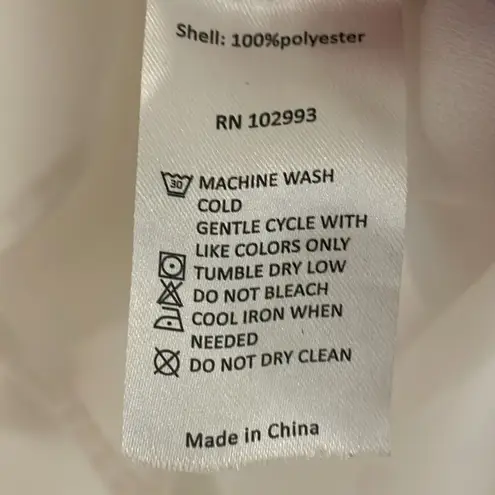 Shell: 100%polyester
RN 102993
30 MACHINE WASH
COLD
GENTLE CYCLE WITH
LIKE COLORS ONLY
TUMBLE DRY LOW
DO NOT BLEACH
COOL IRON WHEN
NEEDED
DO NOT DRY CLEAN
Made in China